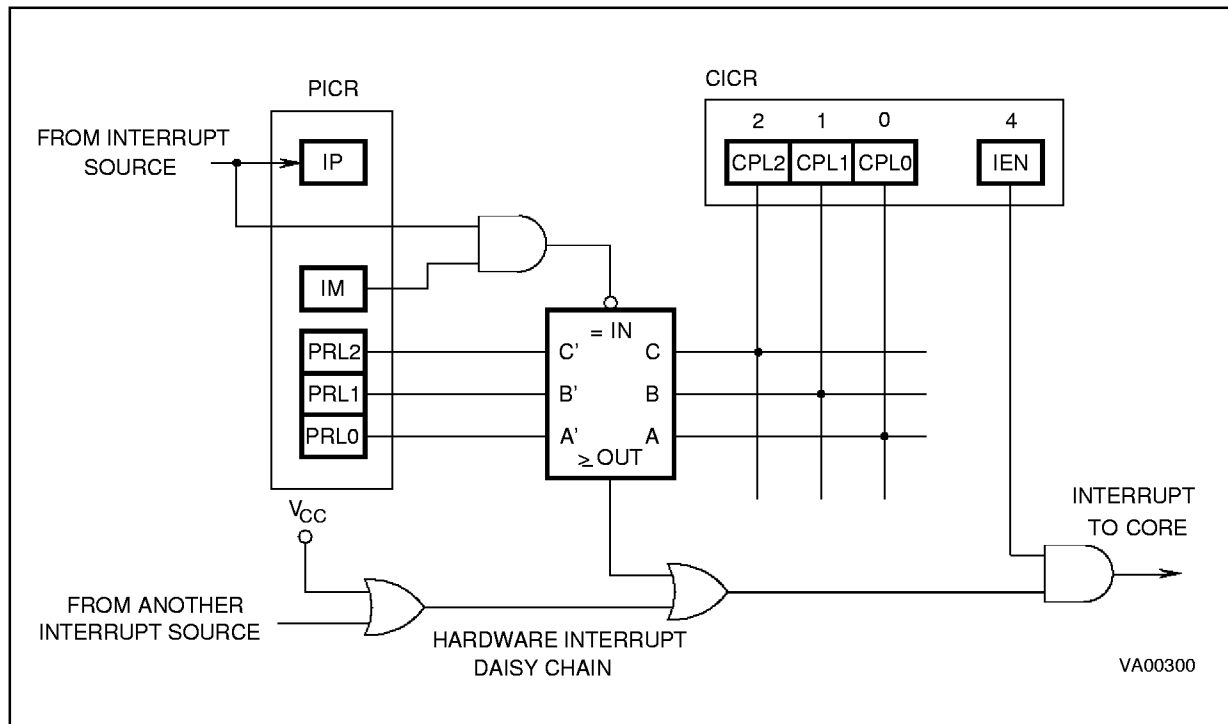 PICR
CICR
FROM INTERRUPT
SOURCE
IP
2 1 0 4
CPL2 CPL1 CPL0 IEN
IM
= IN
PRL2 C' C
PRL1 B' B
PRL0 A' A
≥ OUT
VCC
INTERRUPT
TO CORE
FROM ANOTHER
INTERRUPT SOURCE
HARDWARE INTERRUPT
DAISY CHAIN
VA00300